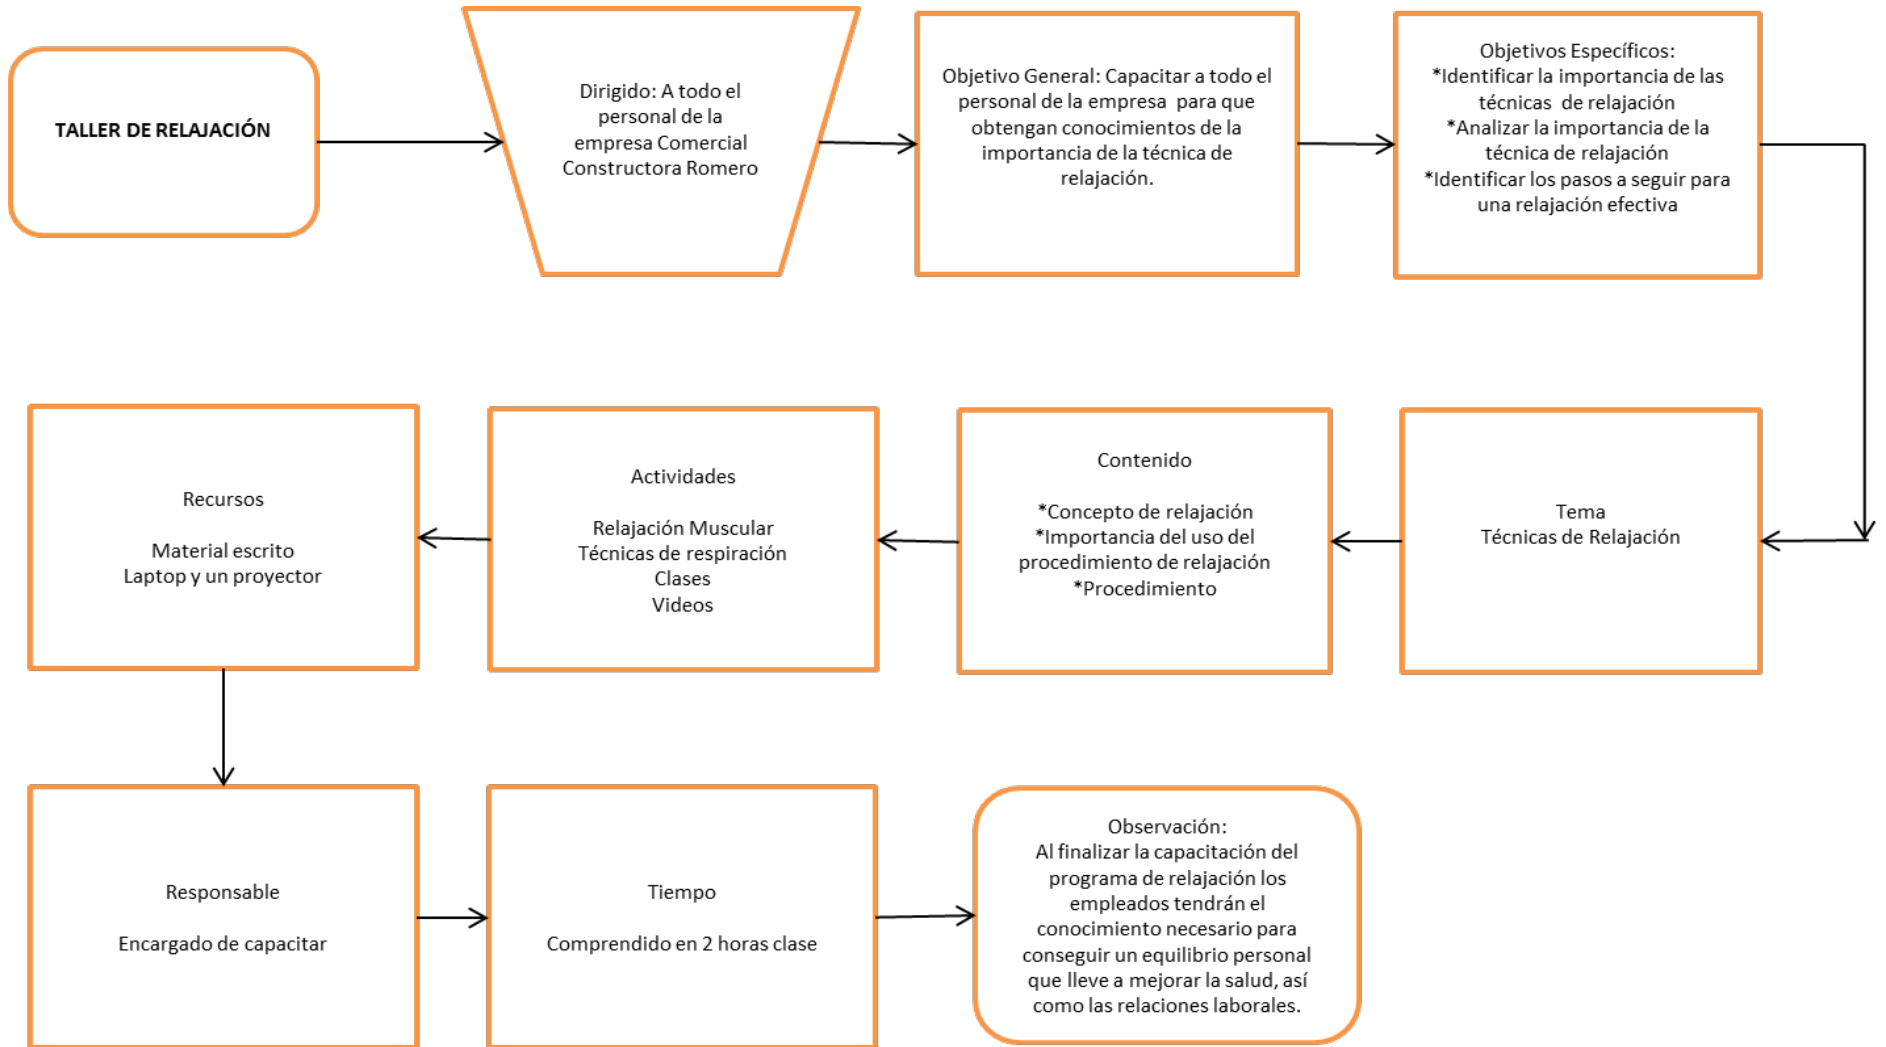 TALLER DE RELAJACIÓN
Dirigido: A todo el
personal de la
empresa Comercial
Constructora Romero
Objetivo General: Capacitar a todo el
personal de la empresa  para que
obtengan conocimientos de la
importancia de la técnica de
relajación.
Objetivos Específicos:
*Identificar la importancia de las
técnicas  de relajación
*Analizar la importancia de la
técnica de relajación
*Identificar los pasos a seguir para
una relajación efectiva
Tema
Técnicas de Relajación
Contenido
*Concepto de relajación
*Importancia del uso del
procedimiento de relajación
*Procedimiento
Actividades
Relajación Muscular
Técnicas de respiración
Clases
Videos
Recursos
Material escrito
Laptop y un proyector
Responsable
Encargado de capacitar
Tiempo
Comprendido en 2 horas clase
Observación:
Al finalizar la capacitación del
programa de relajación los
empleados tendrán el
conocimiento necesario para
conseguir un equilibrio personal
que lleve a mejorar la salud, así
como las relaciones laborales.